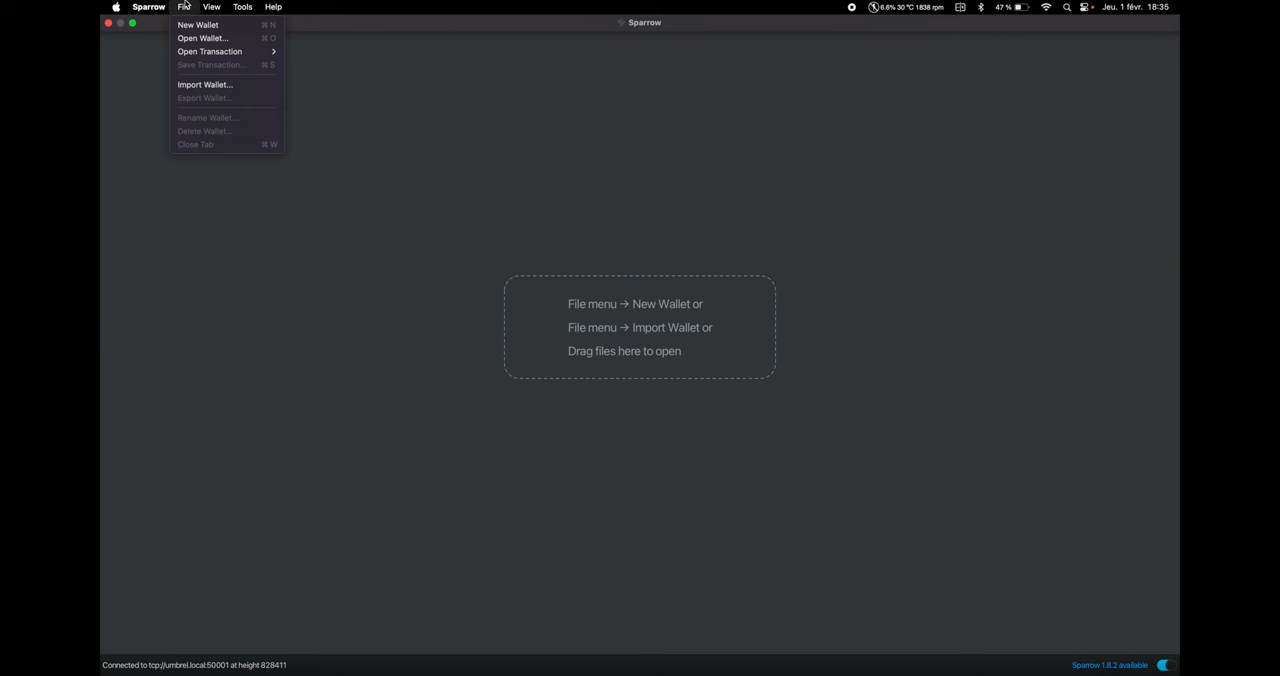 Sparrow File View Tools Help 6.6% 30 °C 1838 rpm 47 % Jeu. 1 févr. 18:35
Sparrow
New Wallet ⌘ N
Open Wallet... ⌘ O
Open Transaction >
Save Transaction... ⌘ S
Import Wallet...
Export Wallet...
Rename Wallet...
Delete Wallet...
Close Tab ⌘ W
File menu → New Wallet or
File menu → Import Wallet or
Drag files here to open
Connected to tcp://umbrel.local:50001 at height 828411
Sparrow 1.8.2 available